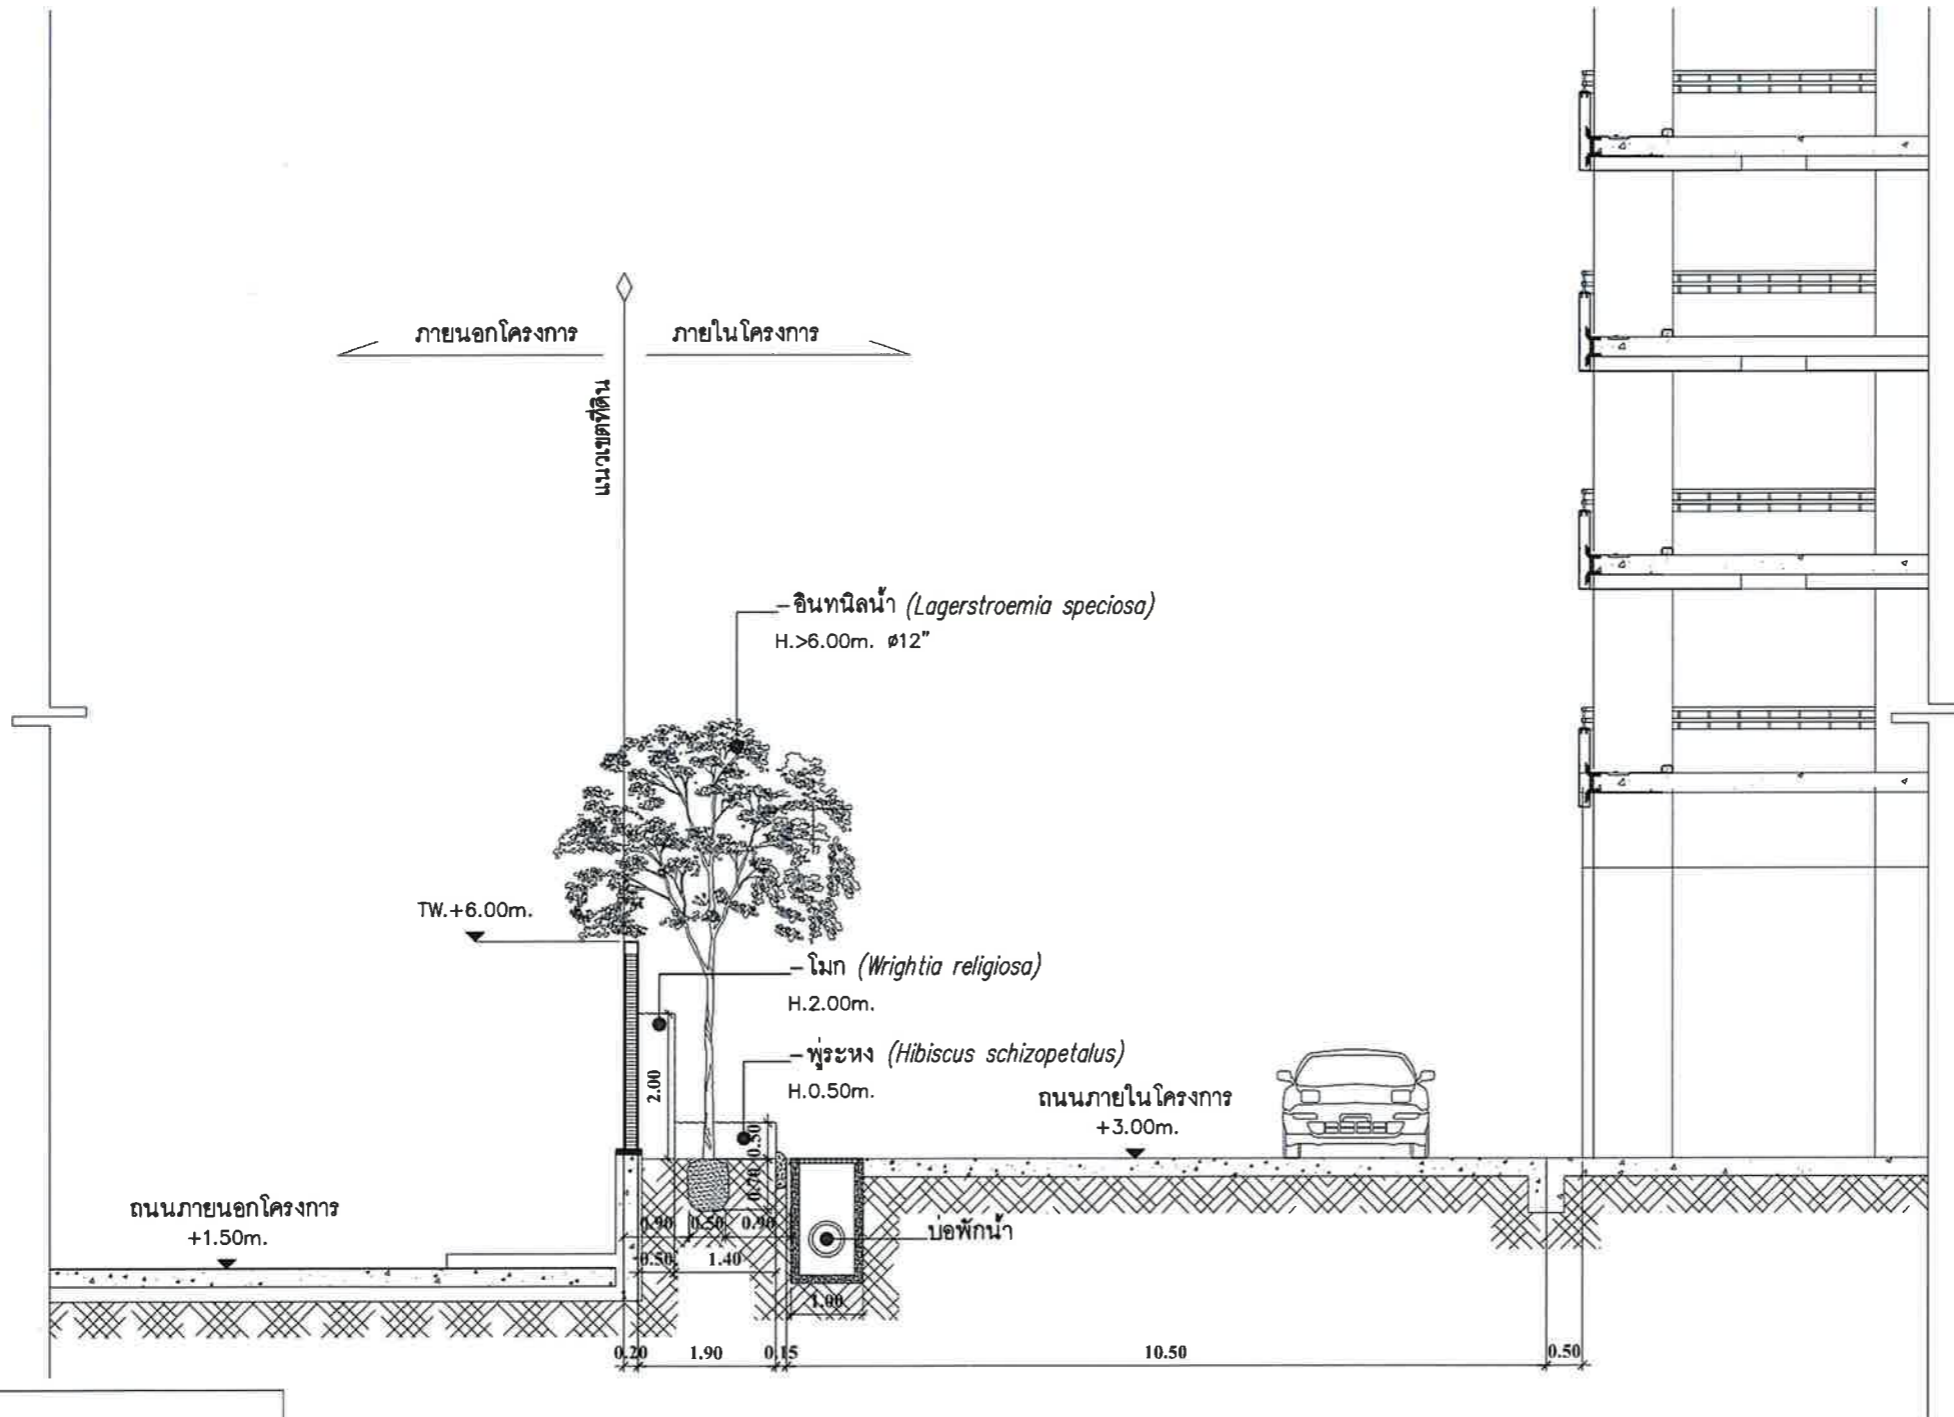 ภายนอกโครงการ
ภายในโครงการ
แนวเขตที่ดิน
-อินทนิลน้ำ (Lagerstroemia speciosa)
H.>6.00m. ø12"
TW.+6.00m.
-โมก (Wrightia religiosa)
H.2.00m.
-พู่ระหง (Hibiscus schizopetalus)
H.0.50m.
2.00
0.50
0.70
ถนนภายในโครงการ
+3.00m.
ถนนภายนอกโครงการ
+1.50m.
0.90 0.50 0.90
บ่อพักน้ำ
0.50 1.40
1.00
0.20 1.90 0.15 10.50 0.50